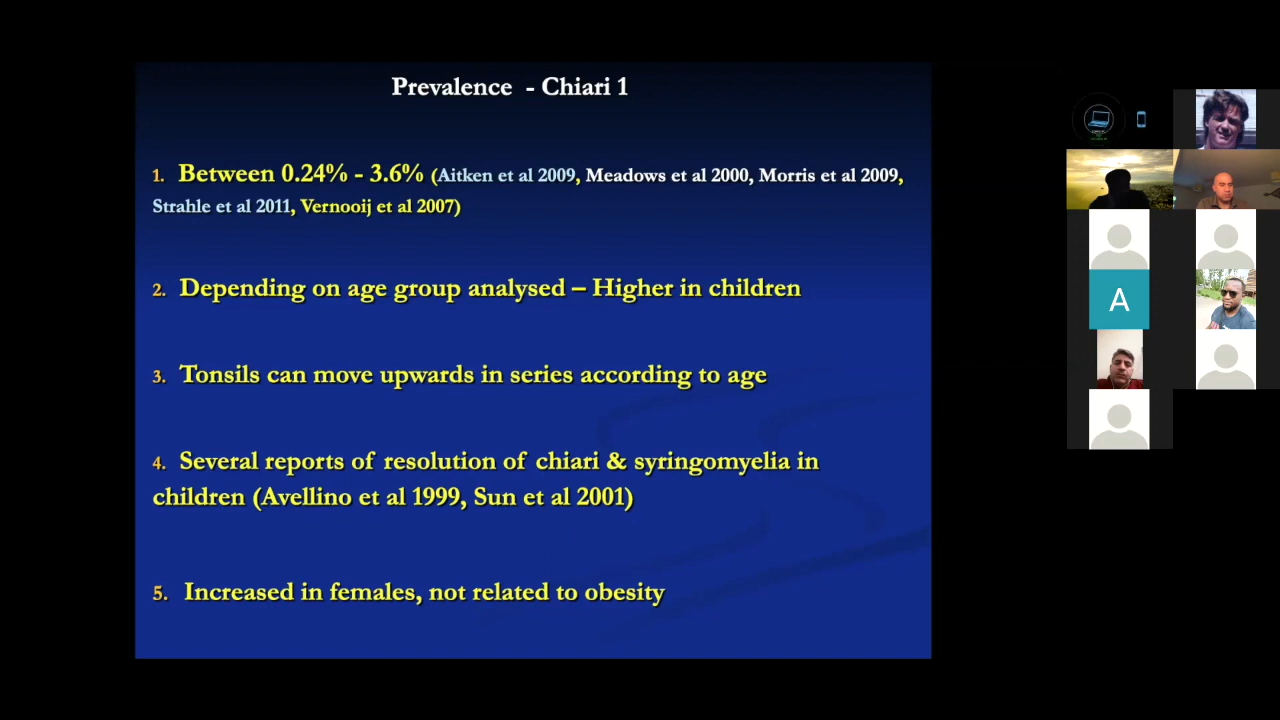 Prevalence - Chiari 1
1. Between 0.24% - 3.6% (Aitken et al 2009, Meadows et al 2000, Morris et al 2009,
Strahle et al 2011, Vernooij et al 2007)
2. Depending on age group analysed – Higher in children
3. Tonsils can move upwards in series according to age
4. Several reports of resolution of chiari & syringomyelia in
children (Avellino et al 1999, Sun et al 2001)
5. Increased in females, not related to obesity
A